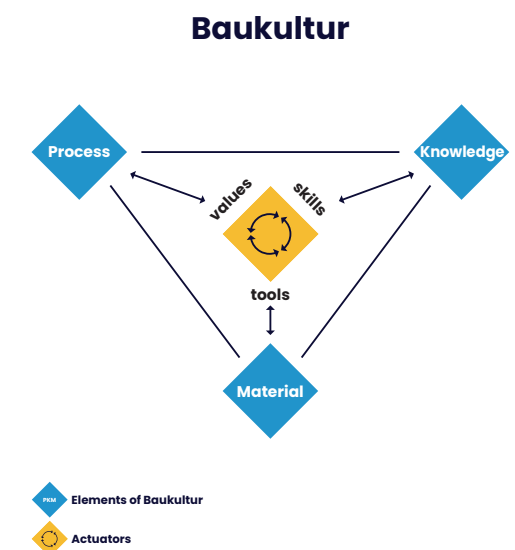 Baukultur
Process
Knowledge
values
skills
tools
Material
PKM
Elements of Baukultur
Actuators